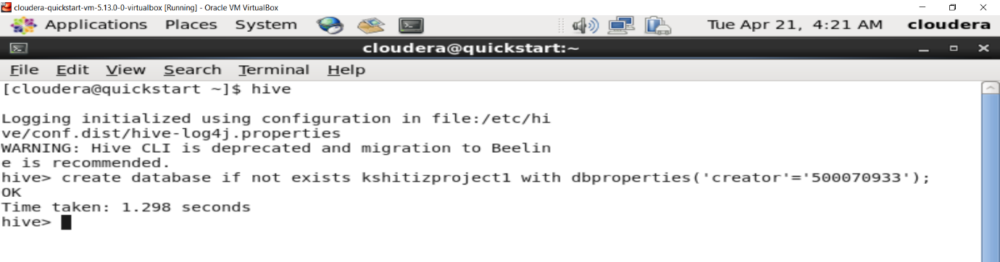 cloudera-quickstart-vm-5.13.0-0-virtualbox [Running] - Oracle VM VirtualBox
Applications Places System Tue Apr 21, 4:21 AM cloudera
cloudera@quickstart:~
File Edit View Search Terminal Help
[cloudera@quickstart ~]$ hive
Logging initialized using configuration in file:/etc/hi
ve/conf.dist/hive-log4j.properties
WARNING: Hive CLI is deprecated and migration to Beelin
e is recommended.
hive> create database if not exists kshitizproject1 with dbproperties('creator'='500070933');
OK
Time taken: 1.298 seconds
hive>